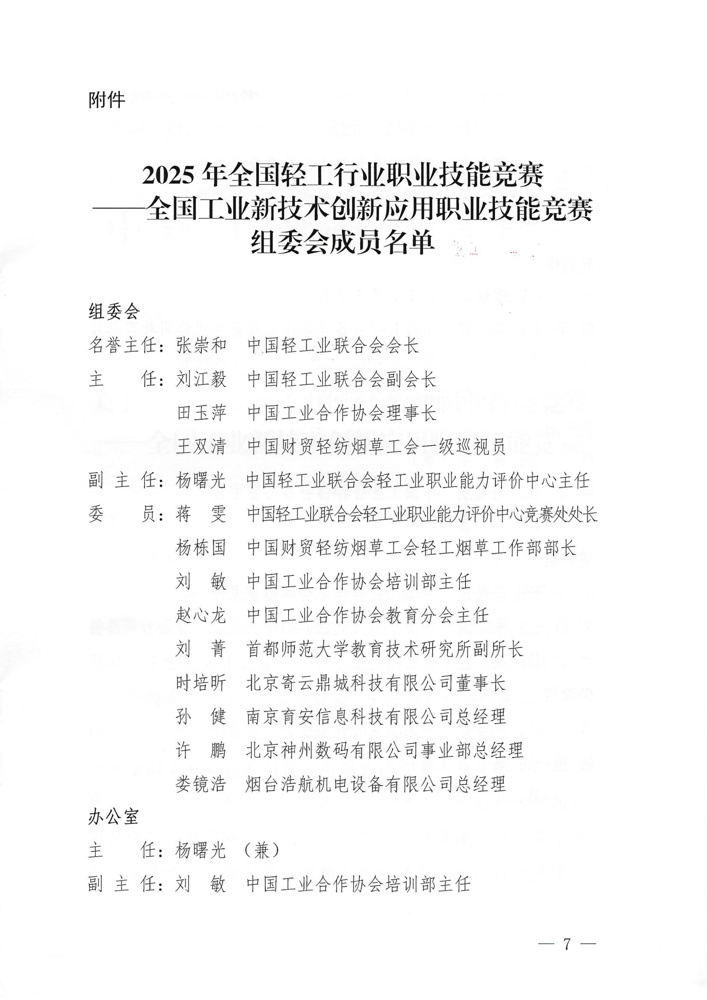 附件
2025 年全国轻工行业职业技能竞赛
——全国工业新技术创新应用职业技能竞赛
组委会成员名单
组委会
名誉主任：张崇和 中国轻工业联合会会长
主 任：刘江毅 中国轻工业联合会副会长
田玉萍 中国工业合作协会理事长
王双清 中国财贸轻纺烟草工会一级巡视员
副 主 任：杨曙光 中国轻工业联合会轻工业职业能力评价中心主任
委 员：蒋 雯 中国轻工业联合会轻工业职业能力评价中心竞赛处处长
杨栋国 中国财贸轻纺烟草工会轻工烟草工作部部长
刘 敏 中国工业合作协会培训部主任
赵心龙 中国工业合作协会教育分会主任
刘 菁 首都师范大学教育技术研究所副所长
时培昕 北京寄云鼎城科技有限公司董事长
孙 健 南京育安信息科技有限公司总经理
许 鹏 北京神州数码有限公司事业部总经理
娄镜浩 烟台浩航机电设备有限公司总经理
办公室
主 任：杨曙光（兼）
副 主 任：刘 敏 中国工业合作协会培训部主任
— 7 —